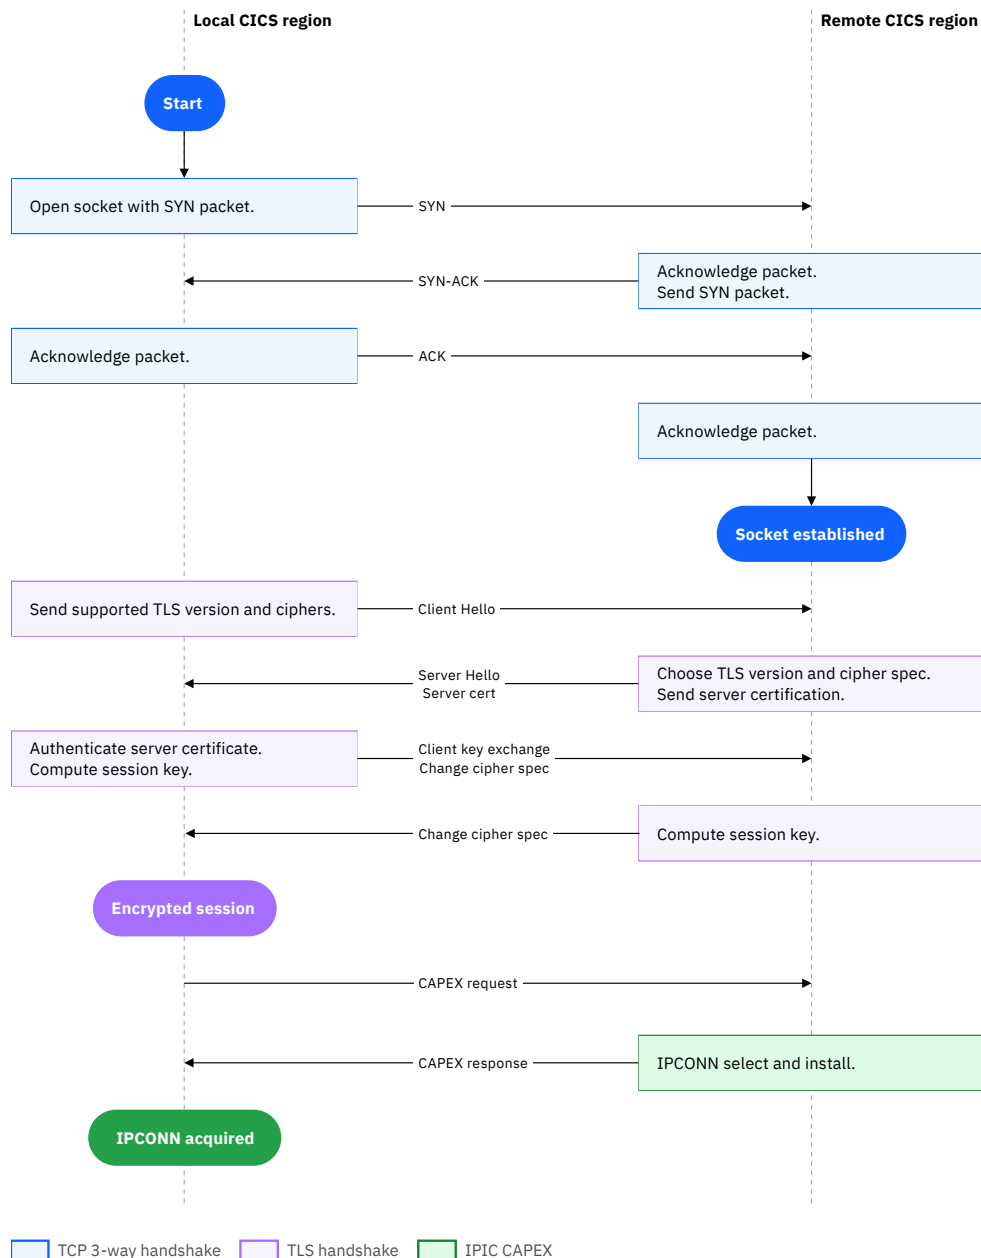 Local CICS region
Remote CICS region
Start
Open socket with SYN packet.
SYN
SYN-ACK
Acknowledge packet.
Send SYN packet.
Acknowledge packet.
ACK
Acknowledge packet.
Socket established
Send supported TLS version and ciphers.
Client Hello
Server Hello
Server cert
Choose TLS version and cipher spec.
Send server certification.
Authenticate server certificate.
Compute session key.
Client key exchange
Change cipher spec
Change cipher spec
Compute session key.
Encrypted session
CAPEX request
CAPEX response
IPCONN select and install.
IPCONN acquired
TCP 3-way handshake
TLS handshake
IPIC CAPEX